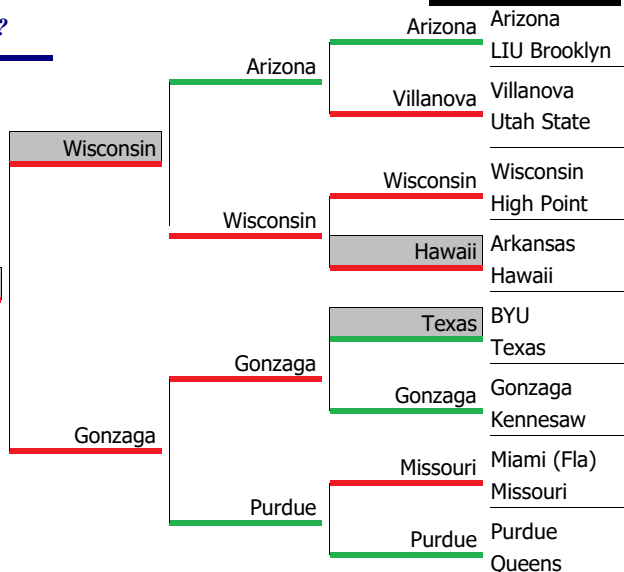 ?
Arizona
Arizona
LIU Brooklyn
Arizona
Villanova
Villanova
Utah State
Wisconsin
Wisconsin
Wisconsin
High Point
Wisconsin
Hawaii
Arkansas
Hawaii
Texas
BYU
Texas
Gonzaga
Gonzaga
Gonzaga
Kennesaw
Gonzaga
Missouri
Miami (Fla)
Missouri
Purdue
Purdue
Purdue
Queens